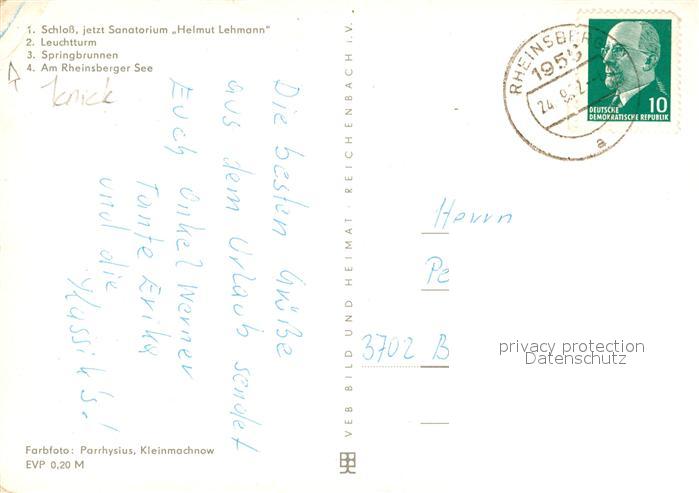 1. Schloß, jetzt Sanatorium „Helmut Lehmann"
2. Leuchtturm
3. Springbrunnen
4. Am Rheinsberger See
Knick
Die besten Grüße
aus dem Urlaub sendet
Euch Onkel Werner
Tante Erika
und die
Farbfoto: Parrhysius, Kleinmachnow
EVP 0,20 M
VEB BILD UND HEIMAT · REICHENBACH i. V.
RHEINSBERG
1955
24
a
10
DEUTSCHE
DEMOKRATISCHE REPUBLIK
Herrn
Pe
3702 B
privacy protection
Datenschutz